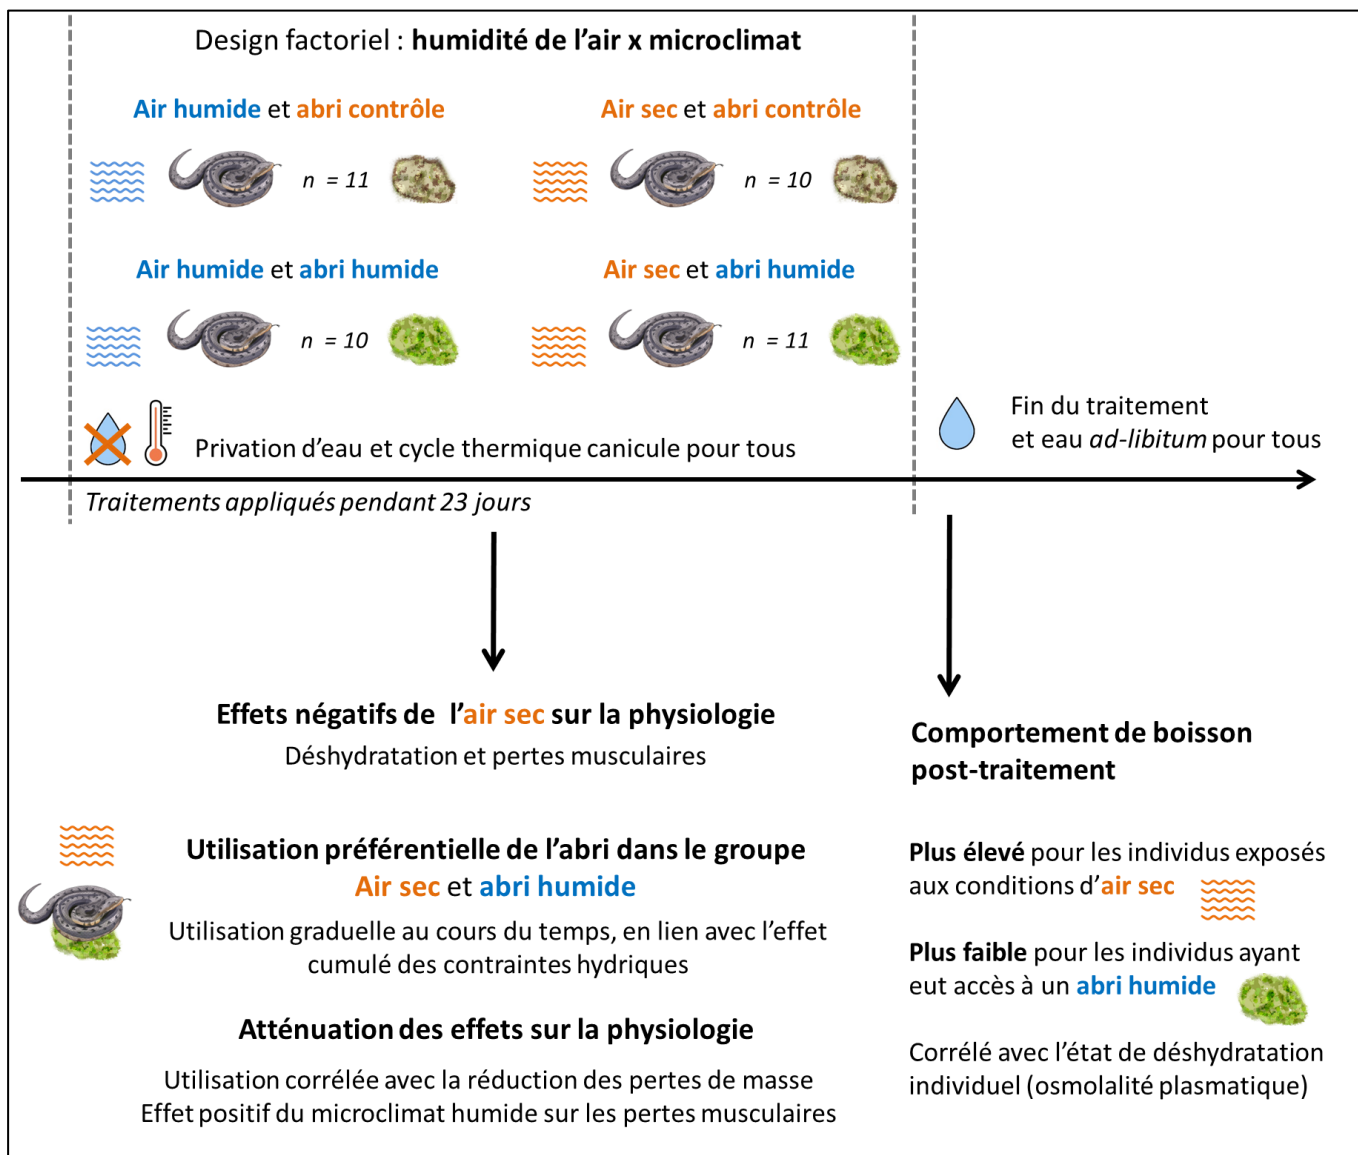 Design factoriel : humidité de l'air x microclimat
Air humide et abri contrôle
n = 11
Air sec et abri contrôle
n = 10
Air humide et abri humide
n = 10
Air sec et abri humide
n = 11
Privation d'eau et cycle thermique canicule pour tous
Fin du traitement
et eau ad-libitum pour tous
Traitements appliqués pendant 23 jours
Effets négatifs de l'air sec sur la physiologie
Déshydratation et pertes musculaires
Utilisation préférentielle de l'abri dans le groupe
Air sec et abri humide
Utilisation graduelle au cours du temps, en lien avec l'effet
cumulé des contraintes hydriques
Atténuation des effets sur la physiologie
Utilisation corrélée avec la réduction des pertes de masse
Effet positif du microclimat humide sur les pertes musculaires
Comportement de boisson
post-traitement
Plus élevé pour les individus exposés
aux conditions d'air sec
Plus faible pour les individus ayant
eut accès à un abri humide
Corrélé avec l'état de déshydratation
individuel (osmolalité plasmatique)